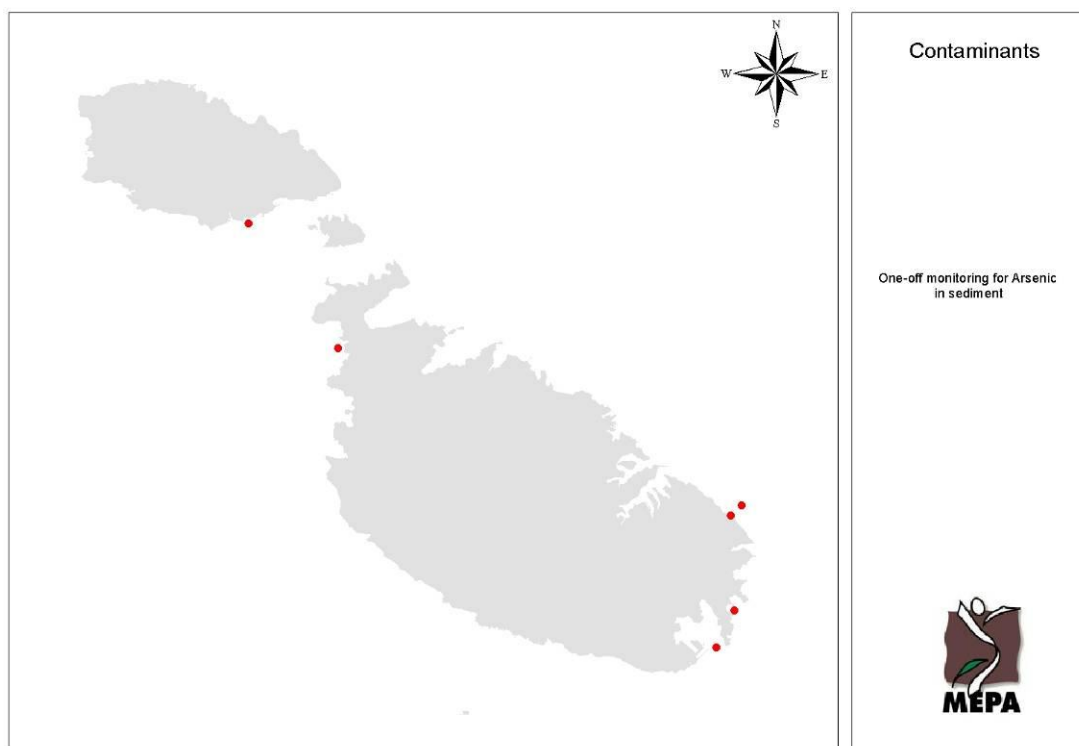 N
W E
S
Contaminants
One-off monitoring for Arsenic
in sediment
MEPA